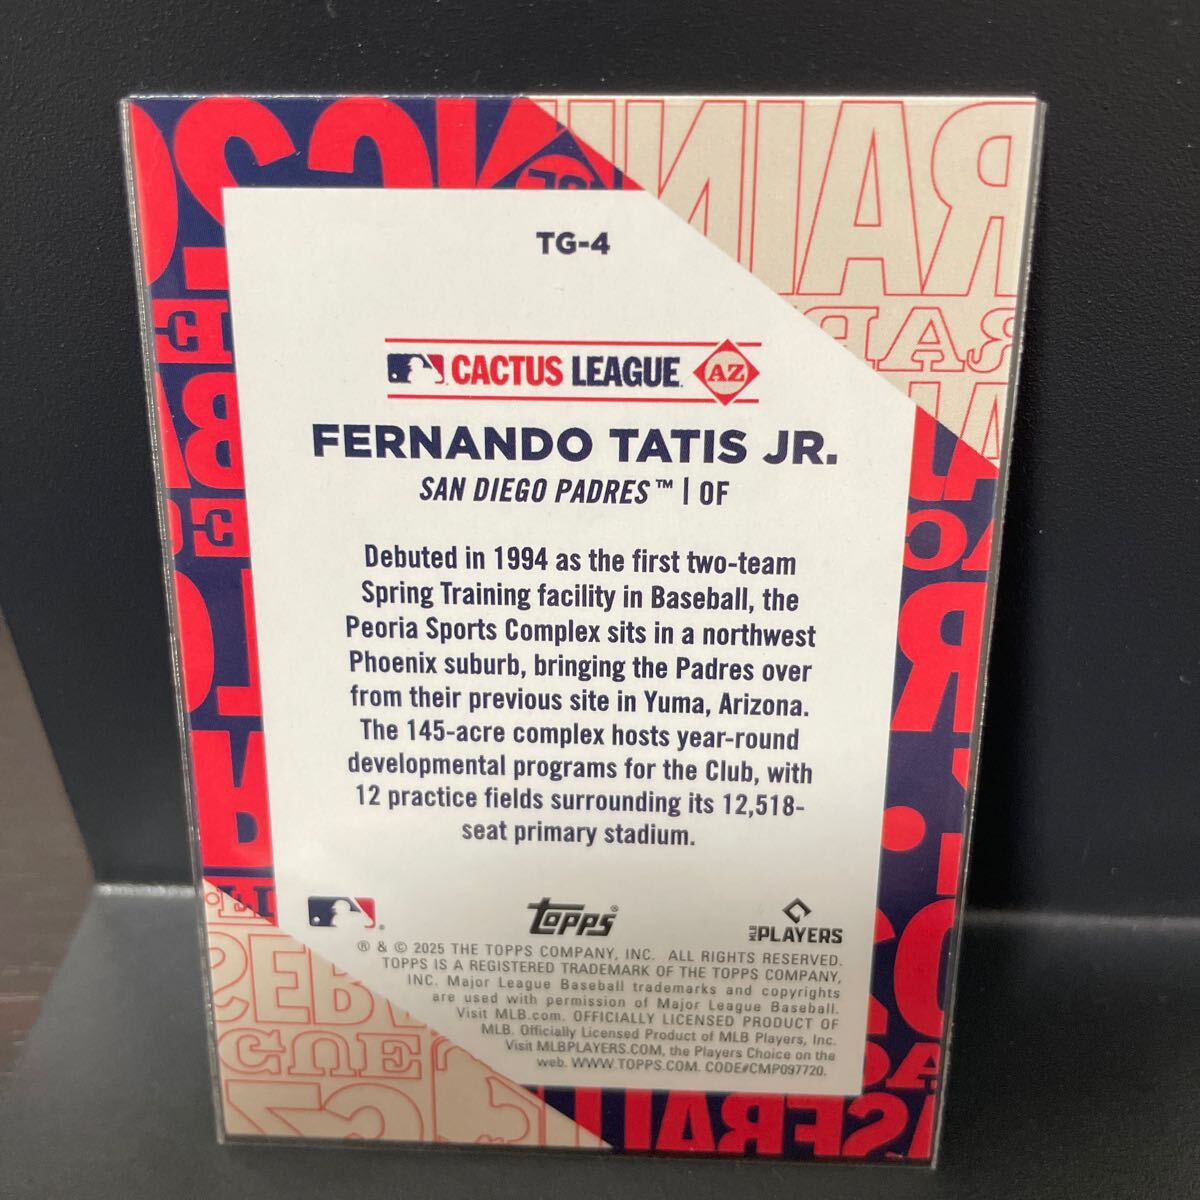 TG-4
CACTUS LEAGUE AZ
FERNANDO TATIS JR.
SAN DIEGO PADRES™ | OF
Debuted in 1994 as the first two-team
Spring Training facility in Baseball, the
Peoria Sports Complex sits in a northwest
Phoenix suburb, bringing the Padres over
from their previous site in Yuma, Arizona.
The 145-acre complex hosts year-round
developmental programs for the Club, with
12 practice fields surrounding its 12,518-
seat primary stadium.
topps® MLB PLAYERS
® & © 2025 THE TOPPS COMPANY, INC. ALL RIGHTS RESERVED.
TOPPS IS A REGISTERED TRADEMARK OF THE TOPPS COMPANY,
INC. Major League Baseball trademarks and copyrights
are used with permission of Major League Baseball.
Visit MLB.com. OFFICIALLY LICENSED PRODUCT OF
MLB. Officially Licensed Product of MLB Players, Inc.
Visit MLBPLAYERS.COM, the Players Choice on the
web. WWW.TOPPS.COM. CODE#CMP097720.